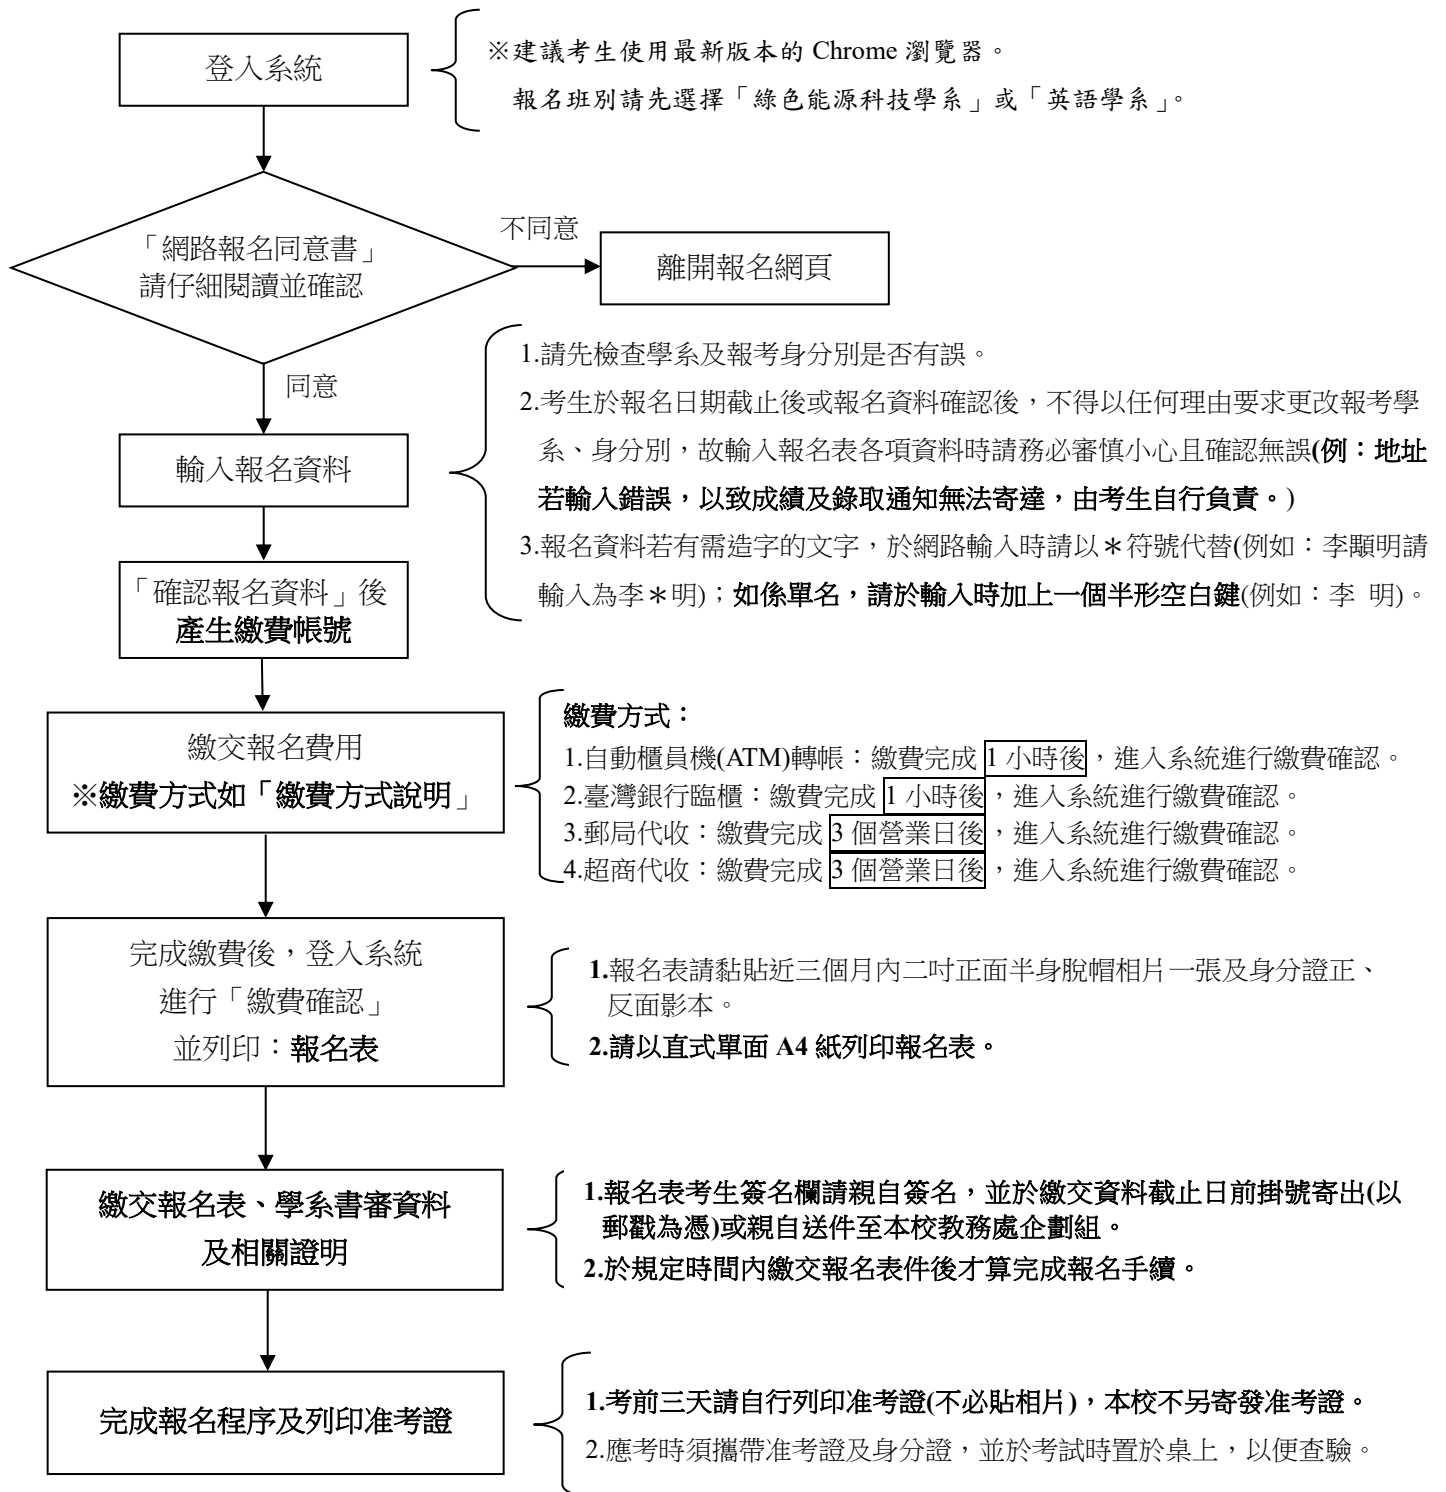 登入系統
※建議考生使用最新版本的 Chrome 瀏覽器。
報名班別請先選擇「綠色能源科技學系」或「英語學系」。
「網路報名同意書」
請仔細閱讀並確認
不同意
離開報名網頁
同意
輸入報名資料
1.請先檢查學系及報考身分別是否有誤。
2.考生於報名日期截止後或報名資料確認後，不得以任何理由要求更改報考學
系、身分別，故輸入報名表各項資料時請務必審慎小心且確認無誤(例：地址
若輸入錯誤，以致成績及錄取通知無法寄達，由考生自行負責。)
3.報名資料若有需造字的文字，於網路輸入時請以＊符號代替(例如：李顒明請
輸入為李＊明)；如係單名，請於輸入時加上一個半形空白鍵(例如：李 明)。
「確認報名資料」後
產生繳費帳號
繳交報名費用
※繳費方式如「繳費方式說明」
繳費方式：
1.自動櫃員機(ATM)轉帳：繳費完成 1 小時後，進入系統進行繳費確認。
2.臺灣銀行臨櫃：繳費完成 1 小時後，進入系統進行繳費確認。
3.郵局代收：繳費完成 3 個營業日後，進入系統進行繳費確認。
4.超商代收：繳費完成 3 個營業日後，進入系統進行繳費確認。
完成繳費後，登入系統
進行「繳費確認」
並列印：報名表
1.報名表請黏貼近三個月內二吋正面半身脫帽相片一張及身分證正、
反面影本。
2.請以直式單面 A4 紙列印報名表。
繳交報名表、學系書審資料
及相關證明
1.報名表考生簽名欄請親自簽名，並於繳交資料截止日前掛號寄出(以
郵戳為憑)或親自送件至本校教務處企劃組。
2.於規定時間內繳交報名表件後才算完成報名手續。
完成報名程序及列印准考證
1.考前三天請自行列印准考證(不必貼相片)，本校不另寄發准考證。
2.應考時須攜帶准考證及身分證，並於考試時置於桌上，以便查驗。